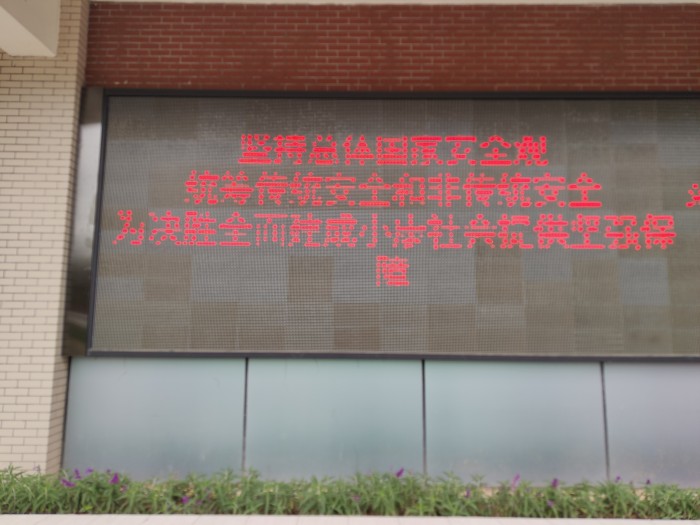 坚持总体国家安全观
统筹传统安全和非传统安全
为决胜全面建成小康社会提供坚强保
障